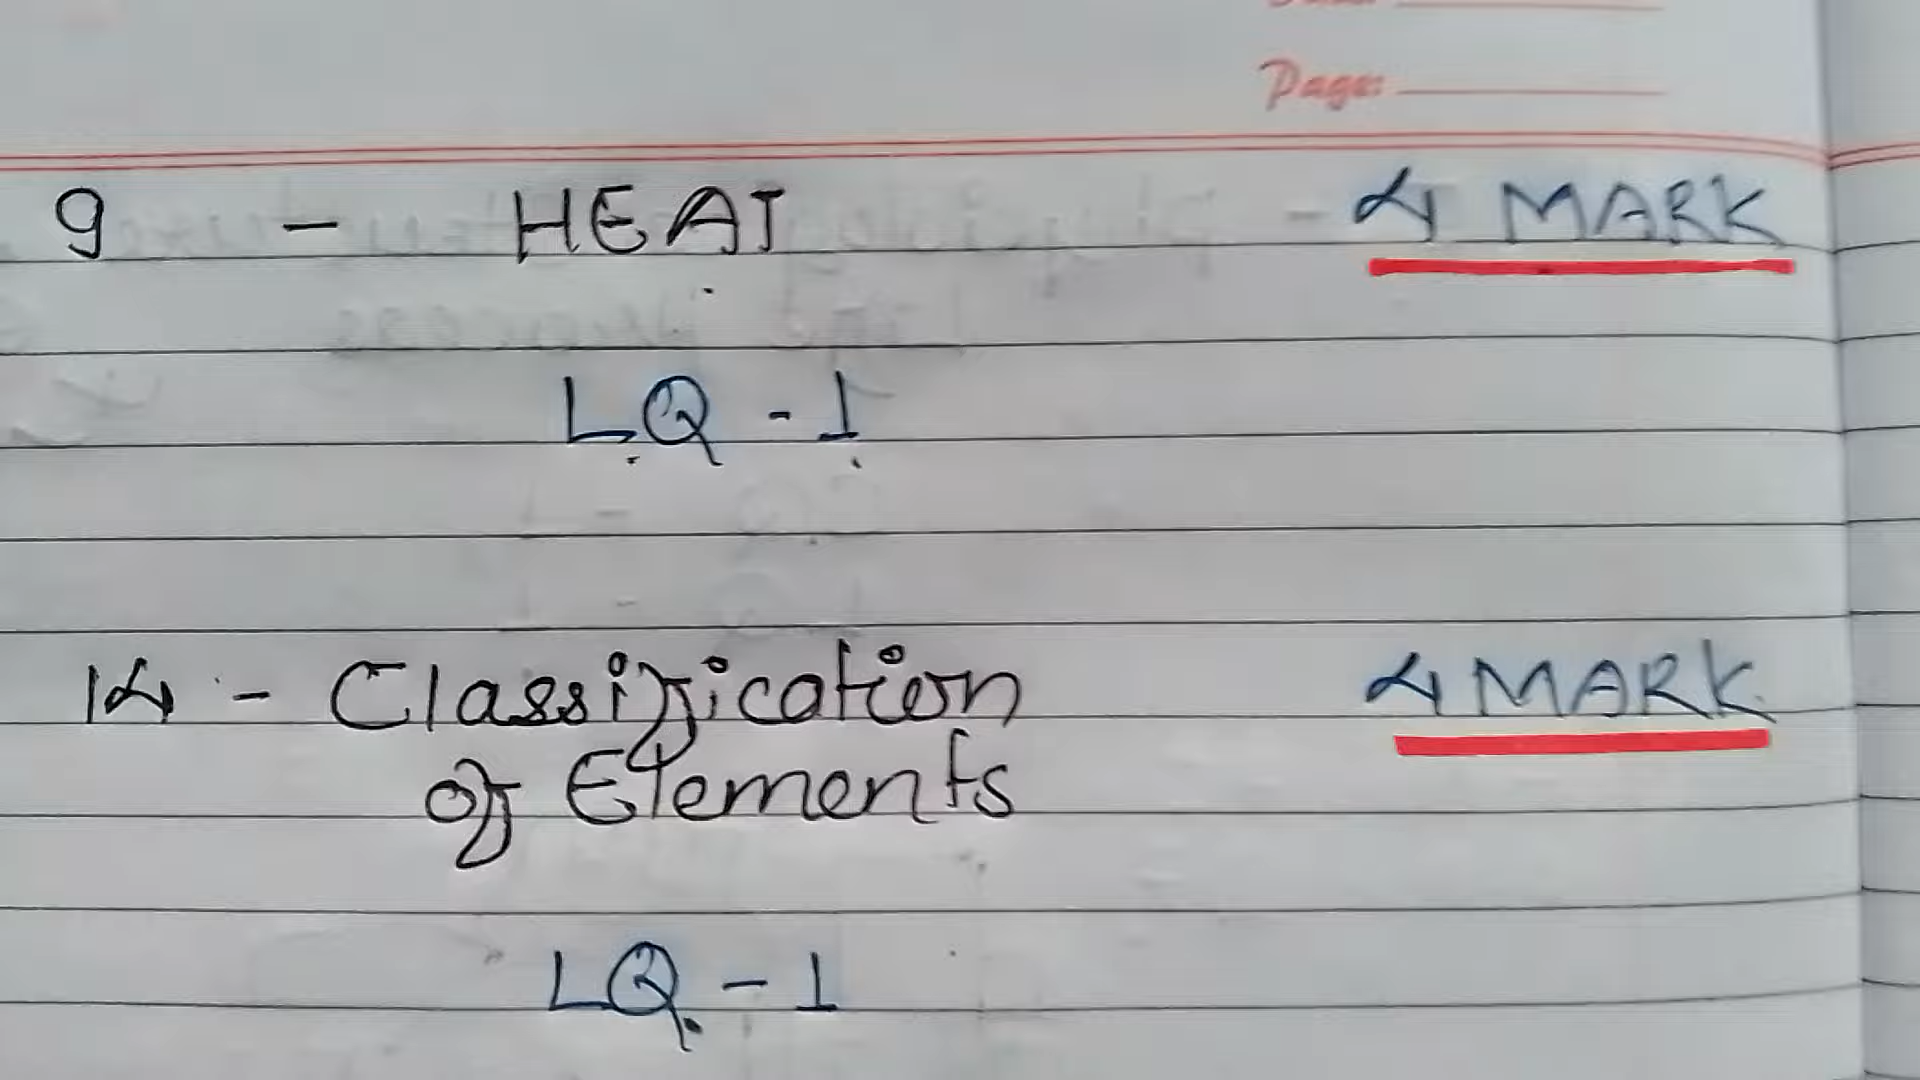 Page:
9 - HEAT - 4 MARK
LQ - 1
14 - Classification 4 MARK
of Elements
LQ - 1